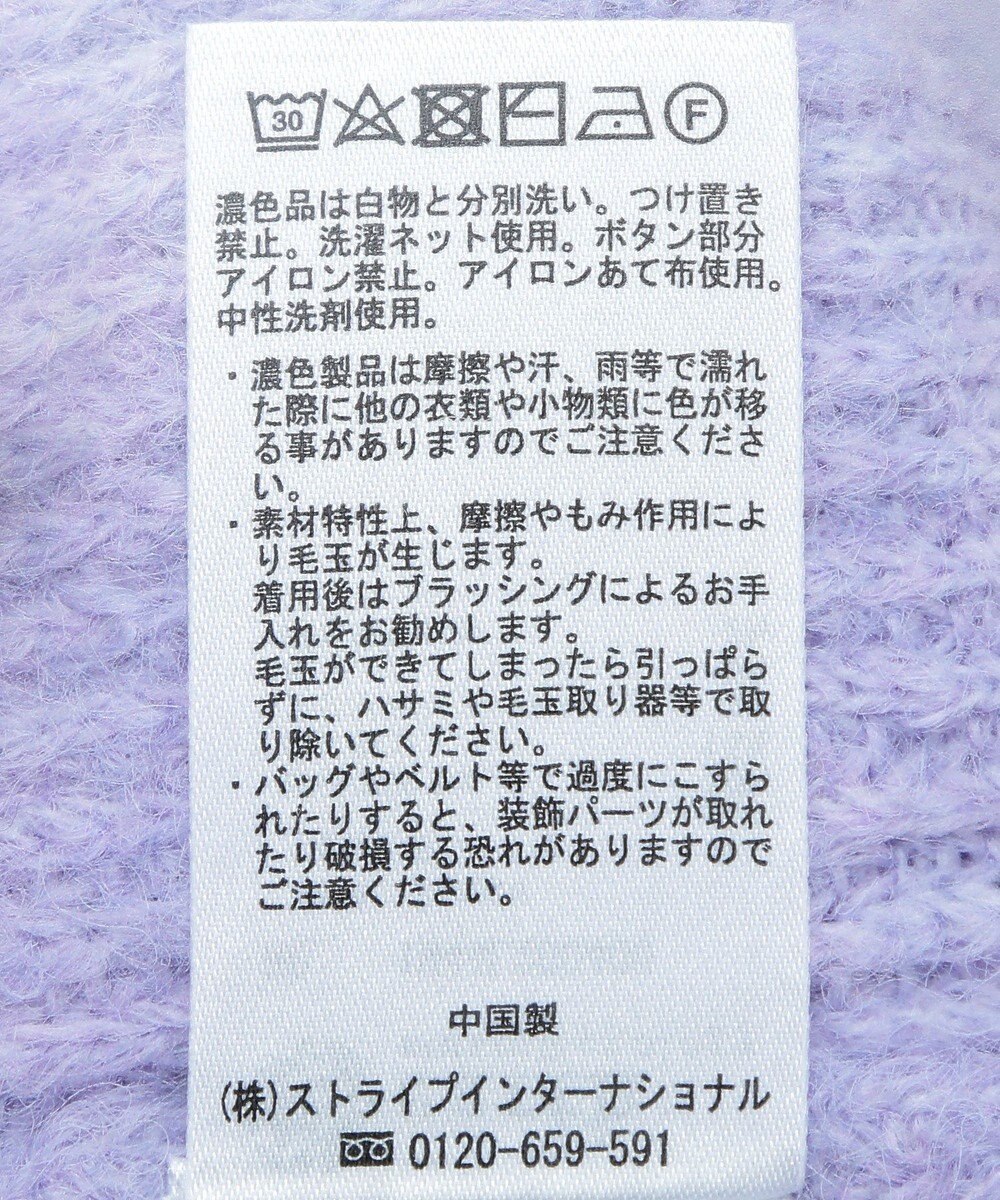 30 F
濃色品は白物と分別洗い。つけ置き
禁止。洗濯ネット使用。ボタン部分
アイロン禁止。アイロンあて布使用。
中性洗剤使用。
・濃色製品は摩擦や汗、雨等で濡れ
た際に他の衣類や小物類に色が移
る事がありますのでご注意くださ
い。
・素材特性上、摩擦やもみ作用によ
り毛玉が生じます。
着用後はブラッシングによるお手
入れをお勧めします。
毛玉ができてしまったら引っぱら
ずに、ハサミや毛玉取り器等で取
り除いてください。
・バッグやベルト等で過度にこすら
れたりすると、装飾パーツが取れ
たり破損する恐れがありますので
ご注意ください。
中国製
(株)ストライプインターナショナル
0120-659-591